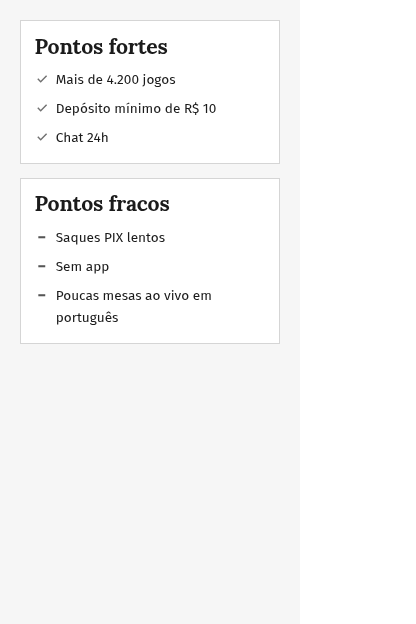 Pontos fortes
Mais de 4.200 jogos
Depósito mínimo de R$ 10
Chat 24h
Pontos fracos
Saques PIX lentos
Sem app
Poucas mesas ao vivo em
português